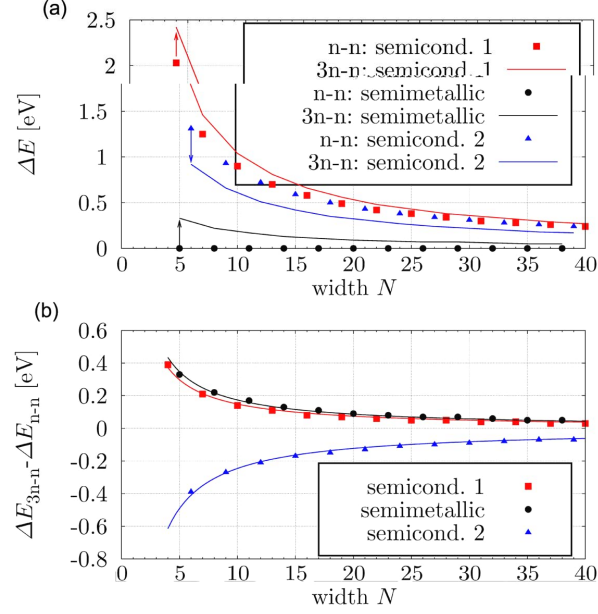 (a)
2.5
2
1.5
1
0.5
0
ΔE [eV]
n-n: semicond. 1
3n-n: semicond. 1
n-n: semimetallic
3n-n: semimetallic
n-n: semicond. 2
3n-n: semicond. 2
0 5 10 15 20 25 30 35 40
width N
(b)
0.6
0.4
0.2
0
-0.2
-0.4
-0.6
-0.8
ΔE3n-n-ΔEn-n [eV]
semicond. 1
semimetallic
semicond. 2
0 5 10 15 20 25 30 35 40
width N